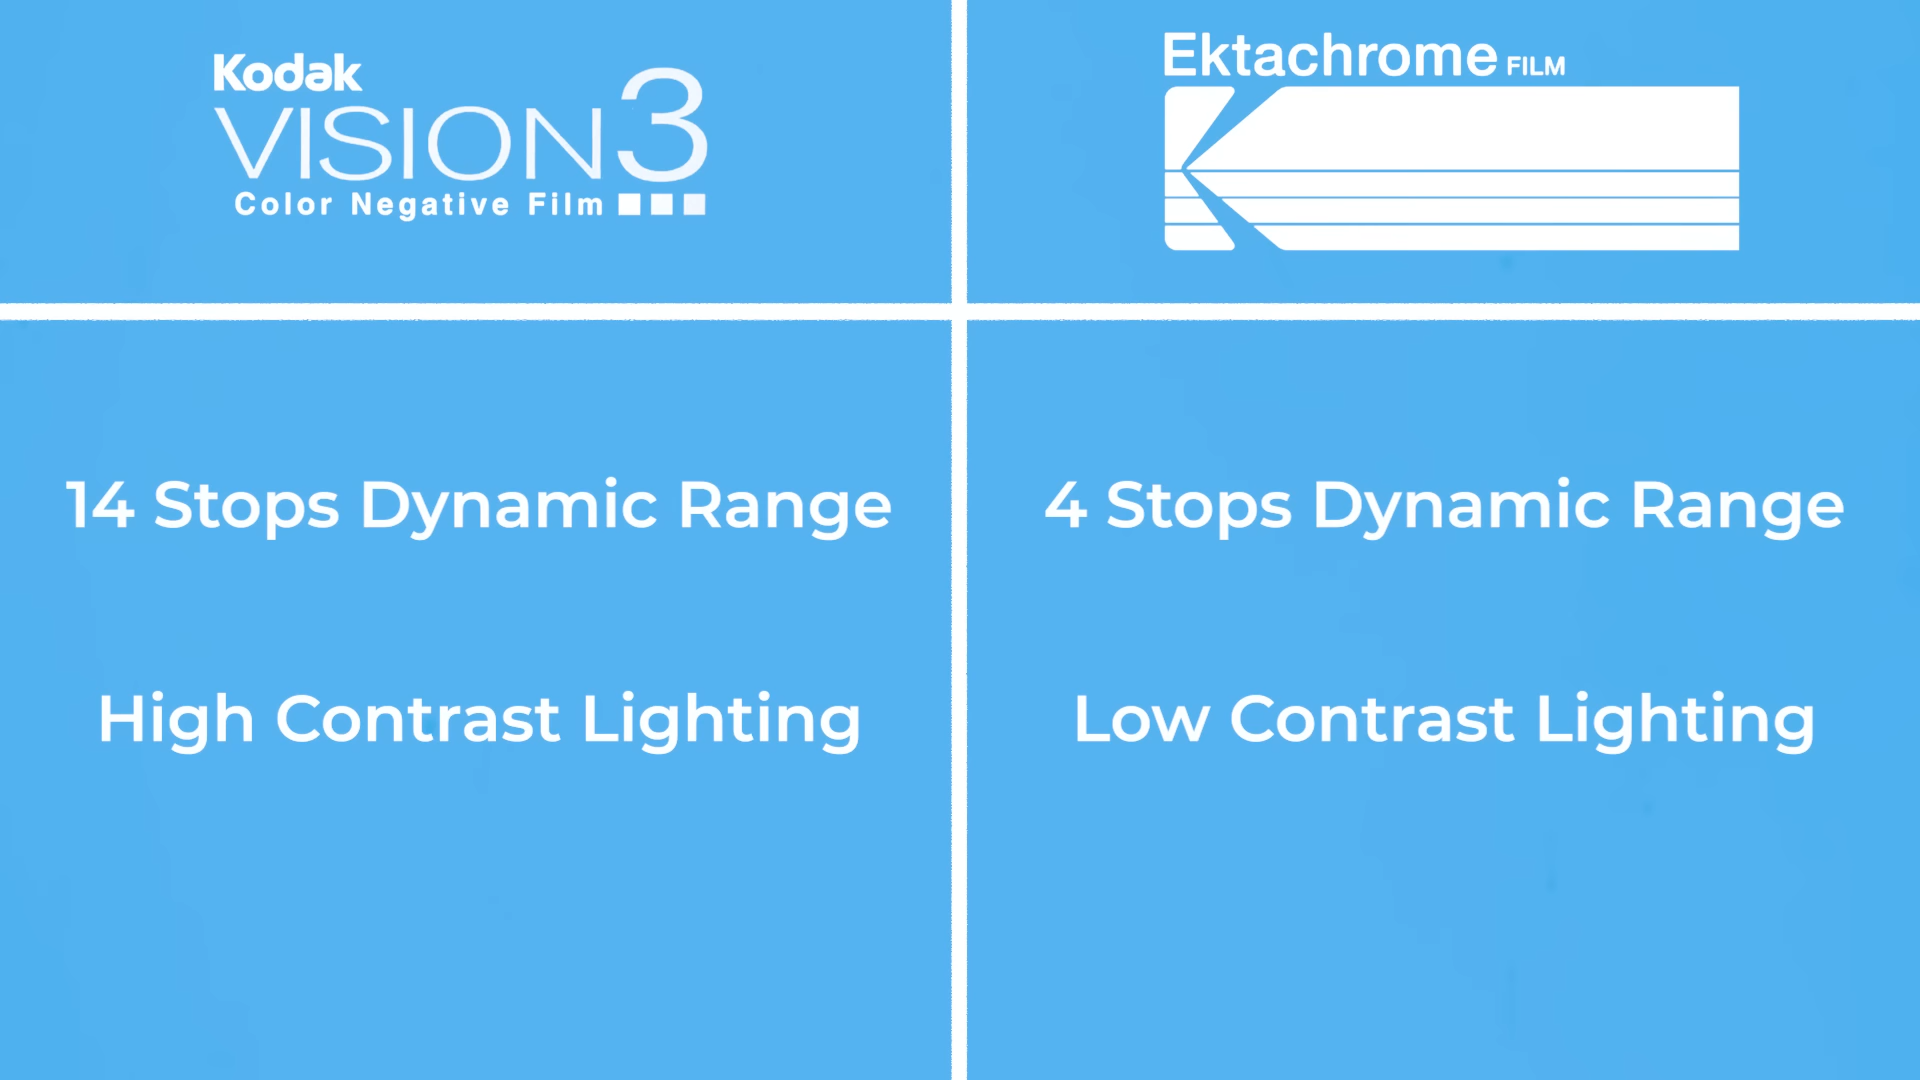 Kodak
VISION3
Color Negative Film
Ektachrome FILM
14 Stops Dynamic Range
4 Stops Dynamic Range
High Contrast Lighting
Low Contrast Lighting